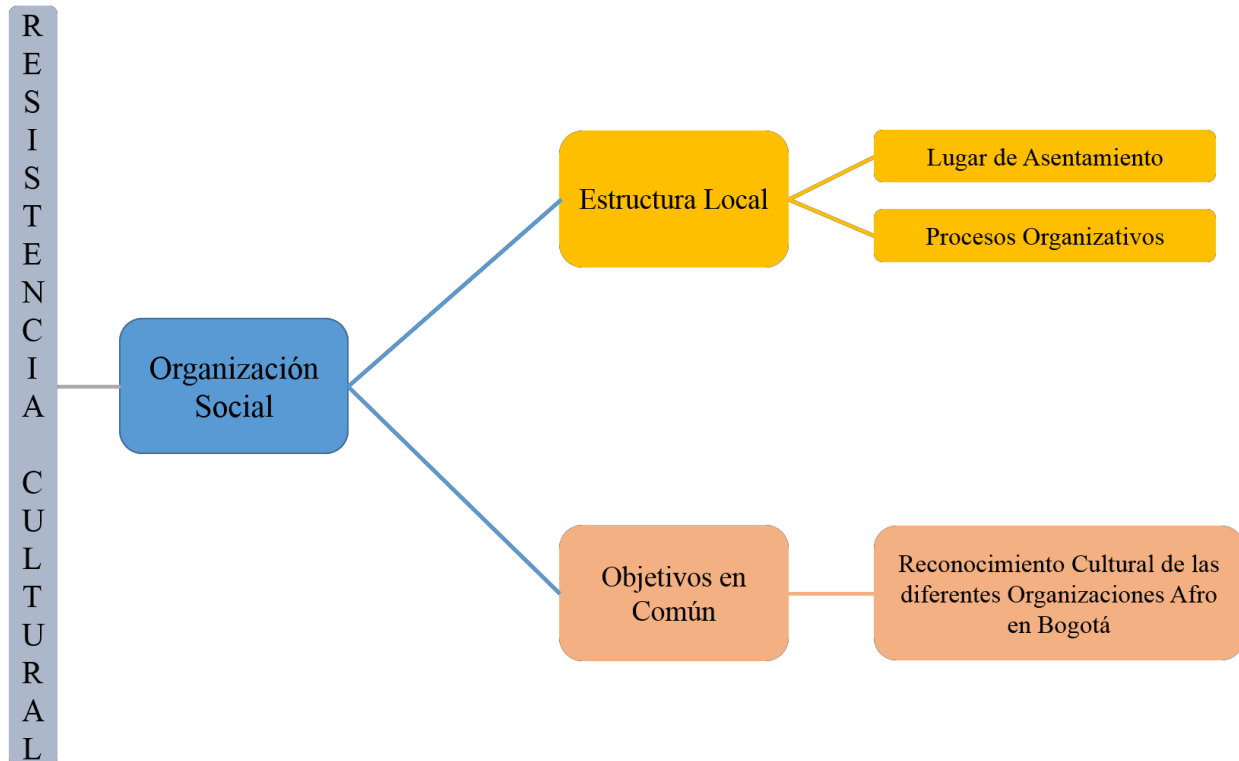 RESISTENCIA CULTURAL
Organización
Social
Estructura Local
Lugar de Asentamiento
Procesos Organizativos
Objetivos en
Común
Reconocimiento Cultural de las
diferentes Organizaciones Afro
en Bogotá